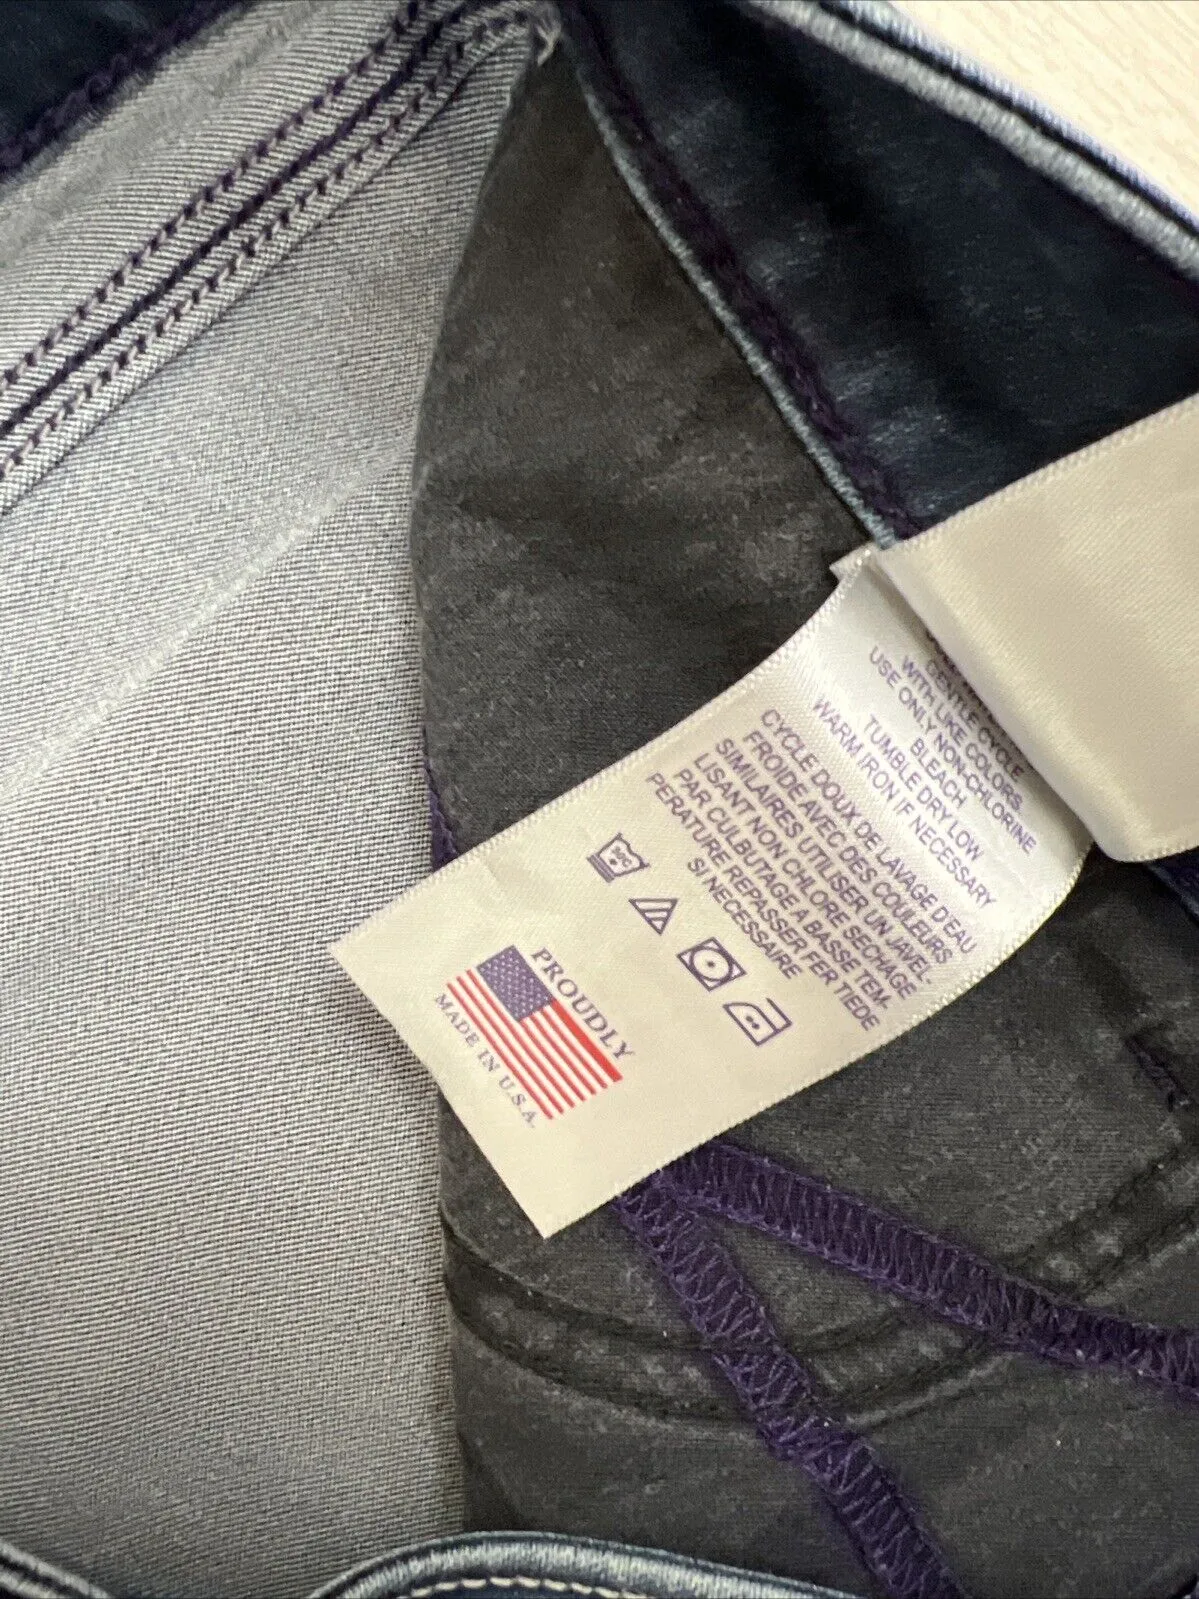 GENTLE CYCLE
WITH LIKE COLORS.
USE ONLY NON-CHLORINE
BLEACH
TUMBLE DRY LOW
WARM IRON IF NECESSARY
CYCLE DOUX DE LAVAGE D'EAU
FROIDE AVEC DES COULEURS
SIMILAIRES UTILISER UN JAVEL-
LISANT NON CHLORE SECHAGE
PAR CULBUTAGE A BASSE TEM-
PERATURE REPASSER FER TIEDE
SI NECESSAIRE
PROUDLY
MADE IN U.S.A.